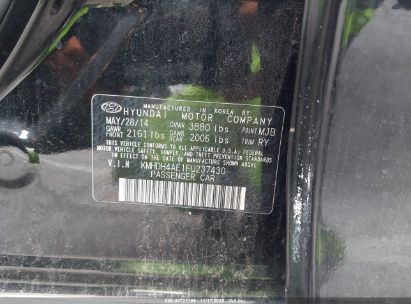 MANUFACTURED IN KOREA BY
HYUNDAI MOTOR COMPANY
MAY/28/14 GVWR 3880 lbs PAINT MJB
GAWR FRONT 2161 lbs GAWR REAR 2006 lbs TRIM RY
THIS VEHICLE CONFORMS TO ALL APPLICABLE FEDERAL
MOTOR VEHICLE SAFETY, BUMPER, AND THEFT PREVENTION
STANDARDS IN EFFECT ON THE DATE OF MANUFACTURE
SHOWN ABOVE.
V.I.N KMHDH4AE1FU237430
PASSENGER CAR